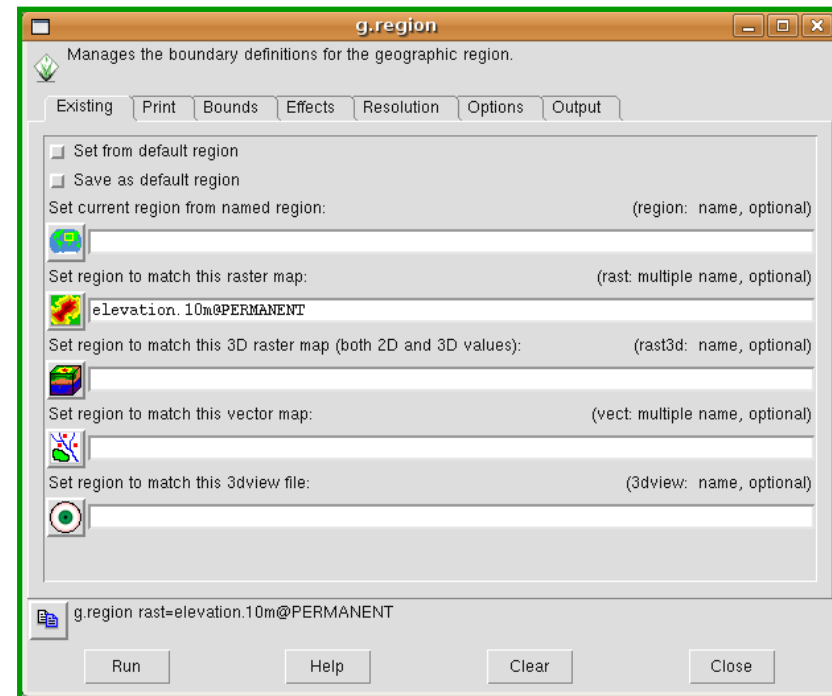 g.region
Manages the boundary definitions for the geographic region.
Existing Print Bounds Effects Resolution Options Output
Set from default region
Save as default region
Set current region from named region: (region: name, optional)
Set region to match this raster map: (rast: multiple name, optional)
elevation.10m@PERMANENT
Set region to match this 3D raster map (both 2D and 3D values): (rast3d: name, optional)
Set region to match this vector map: (vect: multiple name, optional)
Set region to match this 3dview file: (3dview: name, optional)
g.region rast=elevation.10m@PERMANENT
Run Help Clear Close